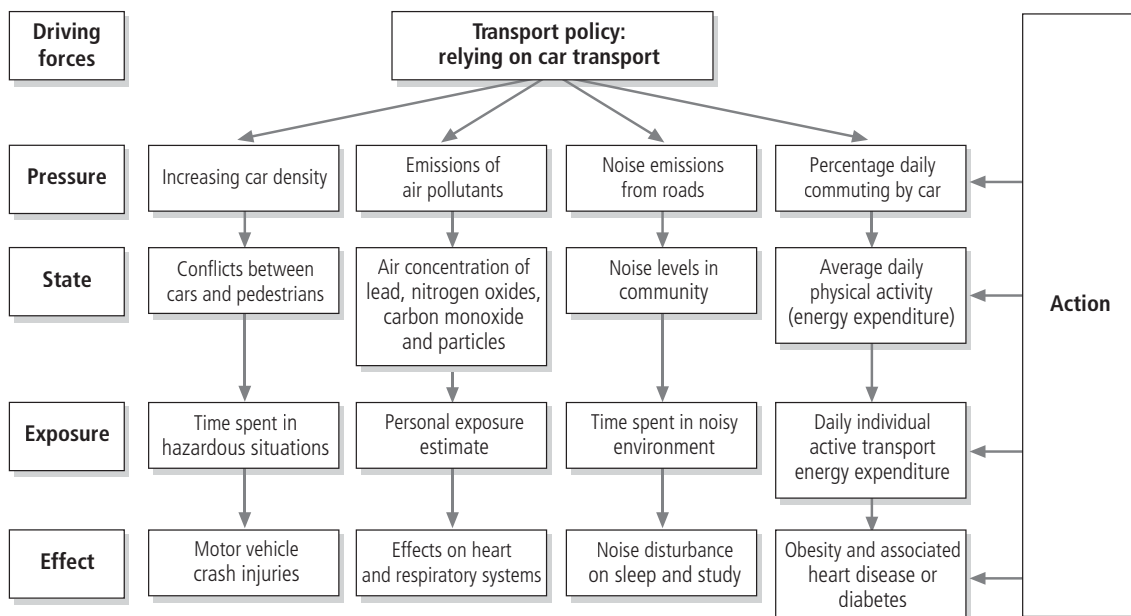 Driving
forces
Transport policy:
relying on car transport
Pressure
Increasing car density
Emissions of
air pollutants
Noise emissions
from roads
Percentage daily
commuting by car
State
Conflicts between
cars and pedestrians
Air concentration of
lead, nitrogen oxides,
carbon monoxide
and particles
Noise levels in
community
Average daily
physical activity
(energy expenditure)
Action
Exposure
Time spent in
hazardous situations
Personal exposure
estimate
Time spent in noisy
environment
Daily individual
active transport
energy expenditure
Effect
Motor vehicle
crash injuries
Effects on heart
and respiratory systems
Noise disturbance
on sleep and study
Obesity and associated
heart disease or
diabetes